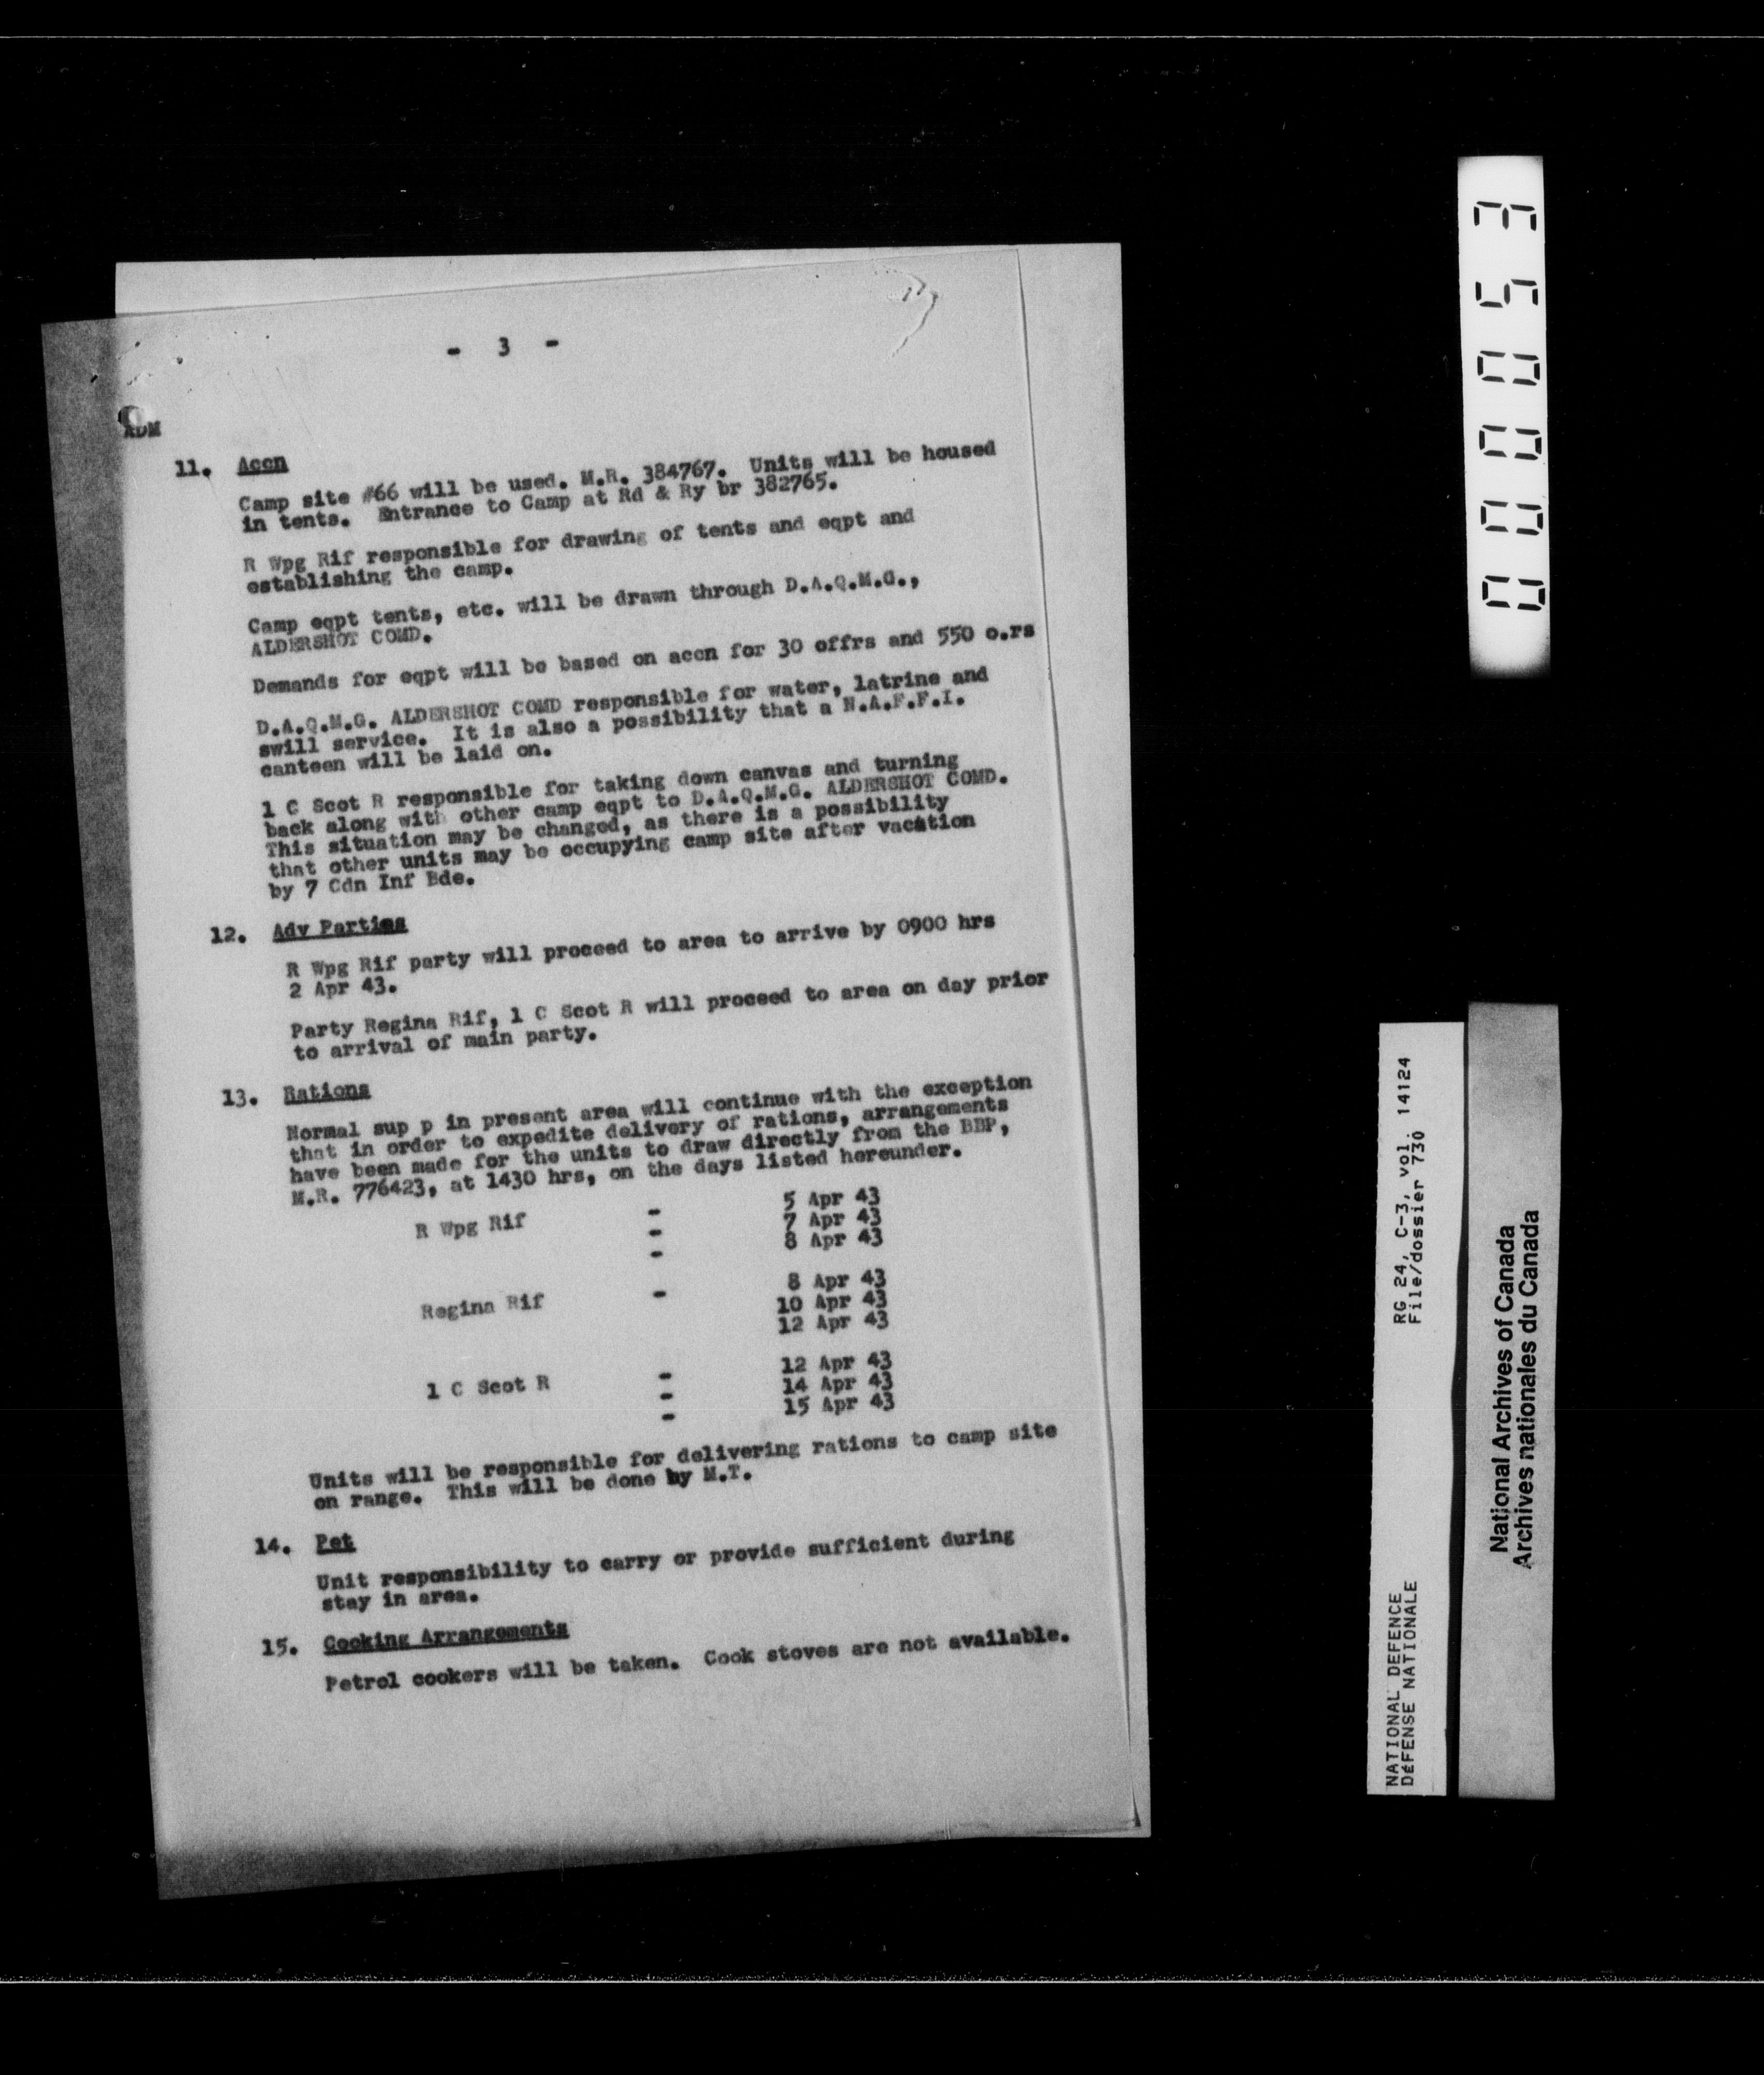 - 3 -
ADM
11. Accn
Camp site #66 will be used. M.R. 384767. Units will be housed
in tents. Entrance to Camp at Rd & Ry br 382765.
R Wpg Rif responsible for drawing of tents and eqpt and
establishing the camp.
Camp eqpt tents, etc. will be drawn through D.A.Q.M.G.,
ALDERSHOT COMD.
Demands for eqpt will be based on accn for 30 offrs and 550 o.rs
D.A.Q.M.G. ALDERSHOT COMD responsible for water, latrine and
swill service. It is also a possibility that a N.A.F.F.I.
canteen will be laid on.
1 C Scot R responsible for taking down canvas and turning
back along with other camp eqpt to D.A.Q.M.G. ALDERSHOT COMD.
This situation may be changed, as there is a possibility
that other units may be occupying camp site after vacation
by 7 Cdn Inf Bde.
12. Adv Parties
R Wpg Rif party will proceed to area to arrive by 0900 hrs
2 Apr 43.
Party Regina Rif, 1 C Scot R will proceed to area on day prior
to arrival of main party.
13. Rations
Normal sup p in present area will continue with the exception
that in order to expedite delivery of rations, arrangements
have been made for the units to draw directly from the BBP,
M.R. 776423, at 1430 hrs, on the days listed hereunder.
R Wpg Rif - 5 Apr 43
- 7 Apr 43
- 8 Apr 43
Regina Rif - 8 Apr 43
10 Apr 43
12 Apr 43
1 C Scot R - 12 Apr 43
- 14 Apr 43
- 15 Apr 43
Units will be responsible for delivering rations to camp site
on range. This will be done by M.T.
14. Pet
Unit responsibility to carry or provide sufficient during
stay in area.
15. Cooking Arrangements
Petrol cookers will be taken. Cook stoves are not available.
000053
NATIONAL DEFENCE RG 24, C-3, vol. 14124
DÉFENSE NATIONALE File/dossier 730
National Archives of Canada
Archives nationales du Canada